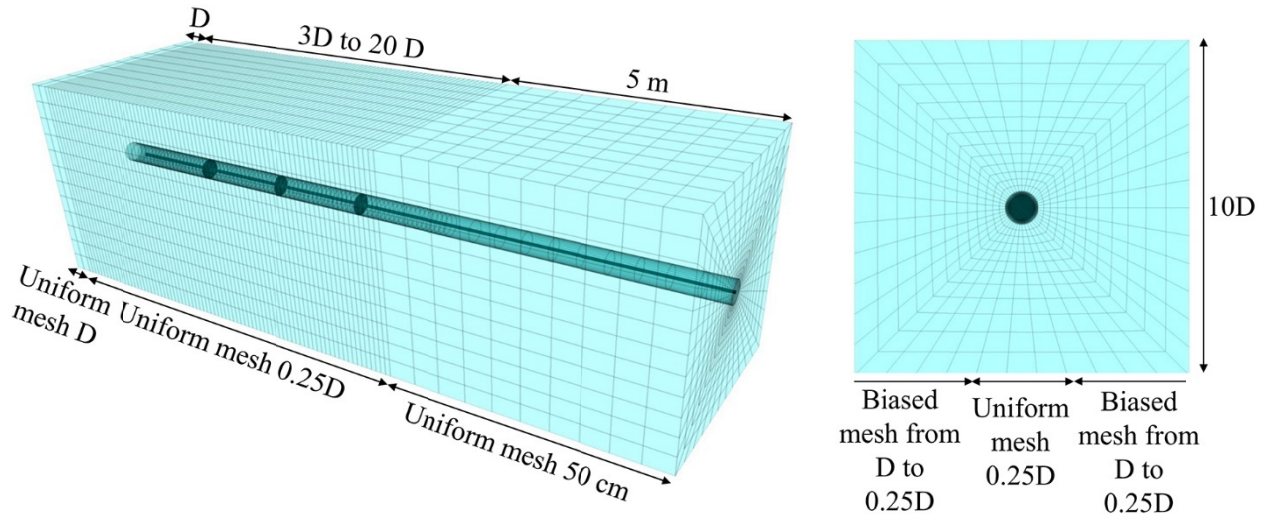 D
3D to 20 D
5 m
Uniform
mesh D
Uniform mesh 0.25D
Uniform mesh 50 cm
10D
Biased
mesh from
D to
0.25D
Uniform
mesh
0.25D
Biased
mesh from
D to
0.25D